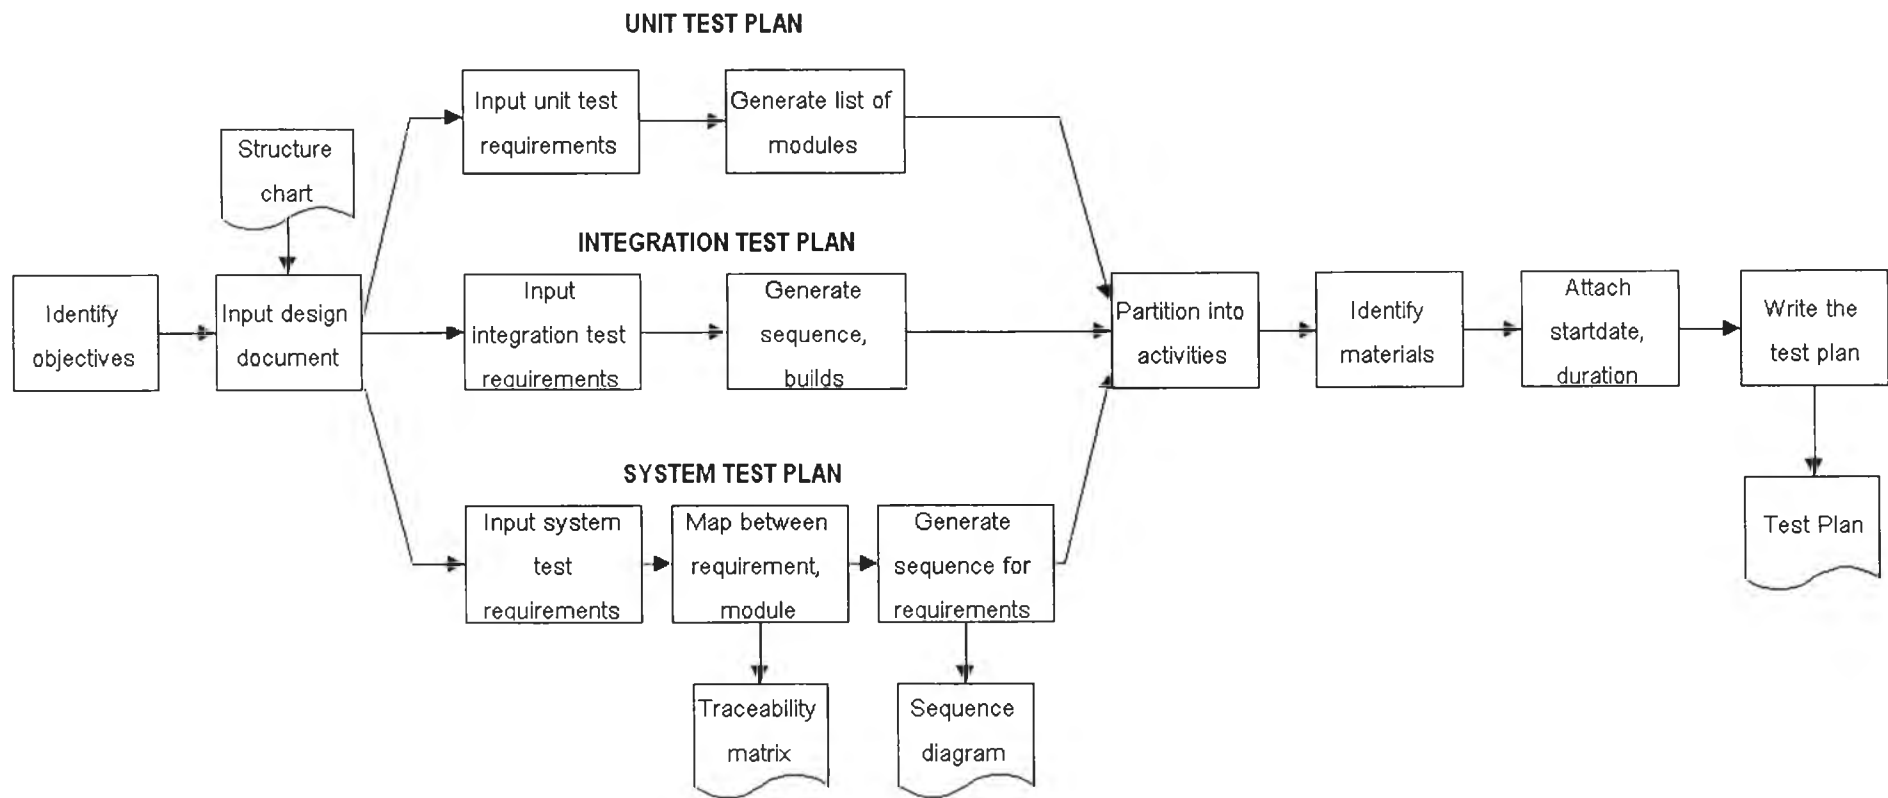 UNIT TEST PLAN
Input unit test
requirements
Generate list of
modules
Structure
chart
INTEGRATION TEST PLAN
Identify
objectives
Input design
document
Input
integration test
requirements
Generate
sequence,
builds
Partition into
activities
Identify
materials
Attach
startdate,
duration
Write the
test plan
SYSTEM TEST PLAN
Input system
test
requirements
Map between
requirement,
module
Generate
sequence for
requirements
Test Plan
Traceability
matrix
Sequence
diagram